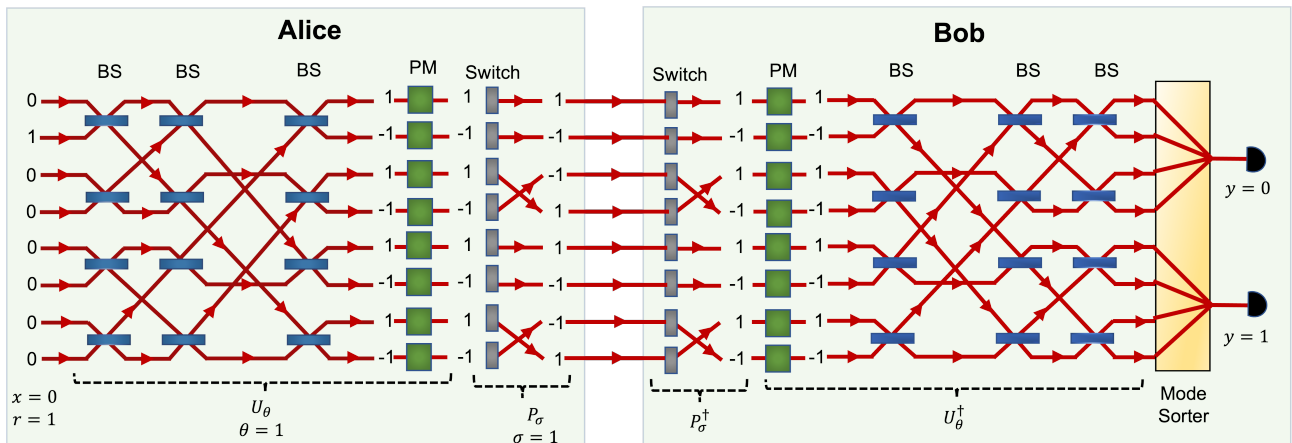 Alice
Bob
BS BS BS PM Switch
Switch PM BS BS BS
0 1 1 1 1 1
1 -1 -1 -1 -1 -1
0 1 1 -1 1 1
0 -1 -1 1 -1 -1
0 1 1 1 1 1
0 -1 -1 -1 -1 -1
0 1 1 -1 1 1
0 -1 -1 1 -1 -1
y = 0
y = 1
x = 0
r = 1
U_θ
θ = 1
P_σ
σ = 1
P_σ^†
U_θ^†
Mode
Sorter